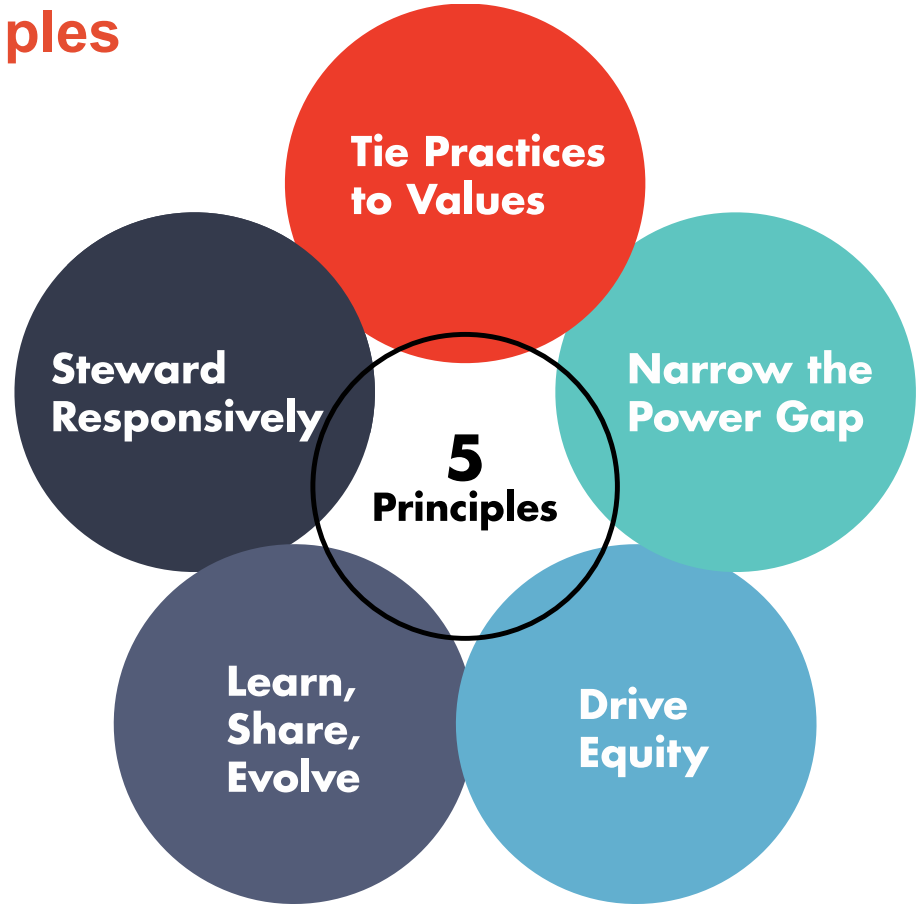 ples
Tie Practices
to Values
Steward
Responsively
Narrow the
Power Gap
5
Principles
Learn,
Share,
Evolve
Drive
Equity